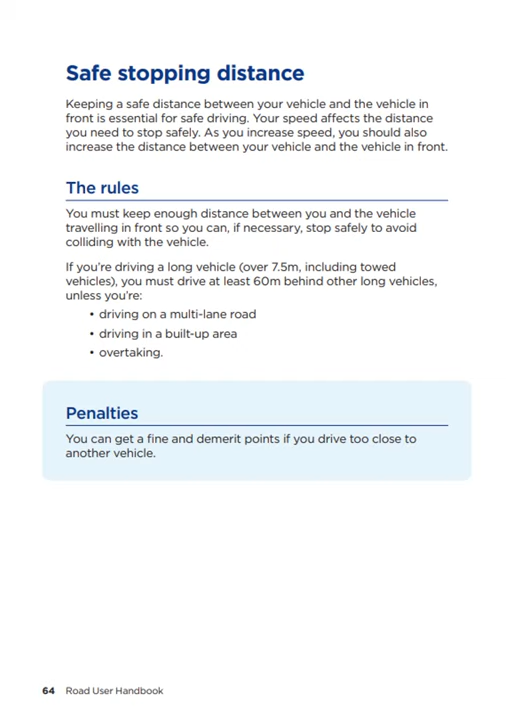 Safe stopping distance
Keeping a safe distance between your vehicle and the vehicle in
front is essential for safe driving. Your speed affects the distance
you need to stop safely. As you increase speed, you should also
increase the distance between your vehicle and the vehicle in front.
The rules
You must keep enough distance between you and the vehicle
travelling in front so you can, if necessary, stop safely to avoid
colliding with the vehicle.
If you're driving a long vehicle (over 7.5m, including towed
vehicles), you must drive at least 60m behind other long vehicles,
unless you're:
• driving on a multi-lane road
• driving in a built-up area
• overtaking.
Penalties
You can get a fine and demerit points if you drive too close to
another vehicle.
64 Road User Handbook